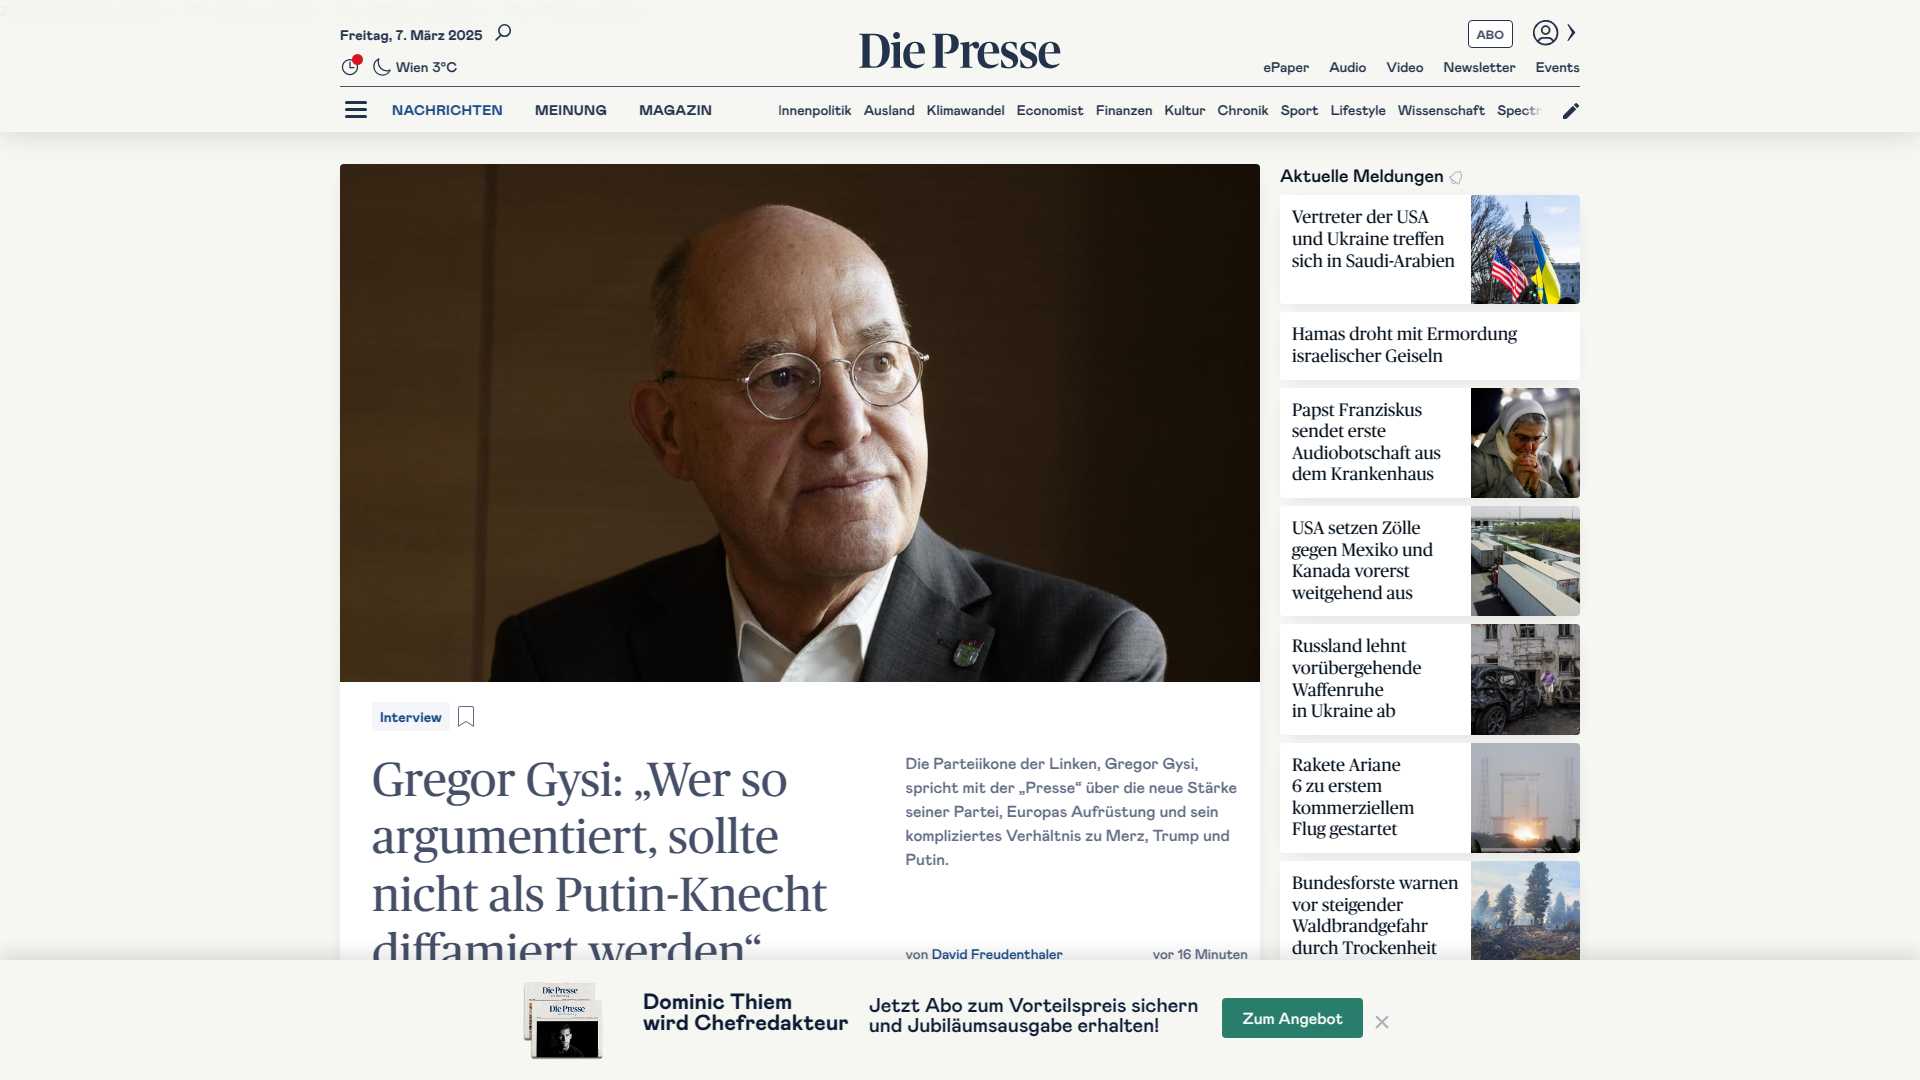 Freitag, 7. März 2025
Wien 3°C
Die Presse
ABO
ePaper Audio Video Newsletter Events
NACHRICHTEN MEINUNG MAGAZIN
Innenpolitik Ausland Klimawandel Economist Finanzen Kultur Chronik Sport Lifestyle Wissenschaft Spectr
Interview
Gregor Gysi: „Wer so
argumentiert, sollte
nicht als Putin-Knecht
diffamiert werden“
Die Parteiikone der Linken, Gregor Gysi,
spricht mit der „Presse“ über die neue Stärke
seiner Partei, Europas Aufrüstung und sein
kompliziertes Verhältnis zu Merz, Trump und
Putin.
von David Freudenthaler vor 16 Minuten
Aktuelle Meldungen
Vertreter der USA
und Ukraine treffen
sich in Saudi-Arabien
Hamas droht mit Ermordung
israelischer Geiseln
Papst Franziskus
sendet erste
Audiobotschaft aus
dem Krankenhaus
USA setzen Zölle
gegen Mexiko und
Kanada vorerst
weitgehend aus
Russland lehnt
vorübergehende
Waffenruhe
in Ukraine ab
Rakete Ariane
6 zu erstem
kommerziellem
Flug gestartet
Bundesforste warnen
vor steigender
Waldbrandgefahr
durch Trockenheit
Die Presse
Die Presse
Dominic Thiem
wird Chefredakteur
Jetzt Abo zum Vorteilspreis sichern
und Jubiläumsausgabe erhalten!
Zum Angebot